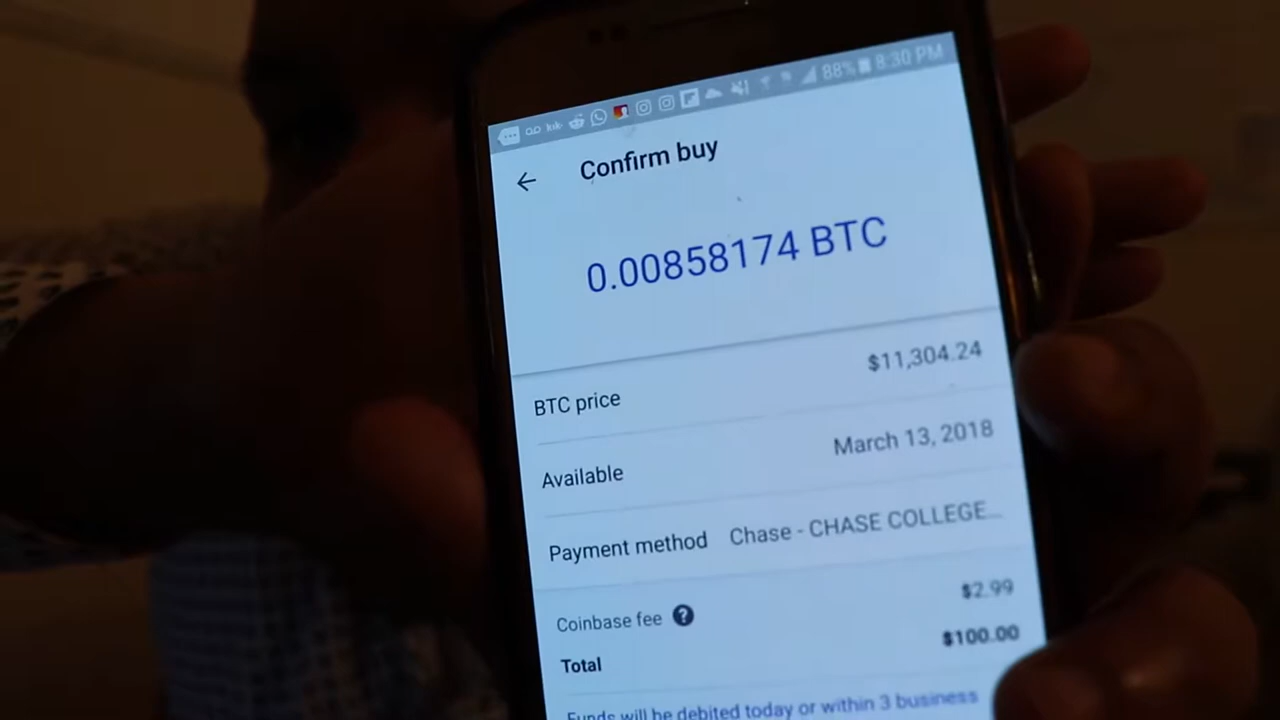 kik 88% 8:30 PM
Confirm buy
0.00858174 BTC
BTC price $11,304.24
Available March 13, 2018
Payment method Chase - CHASE COLLEGE...
Coinbase fee ? $2.99
Total $100.00
Funds will be debited today or within 3 business